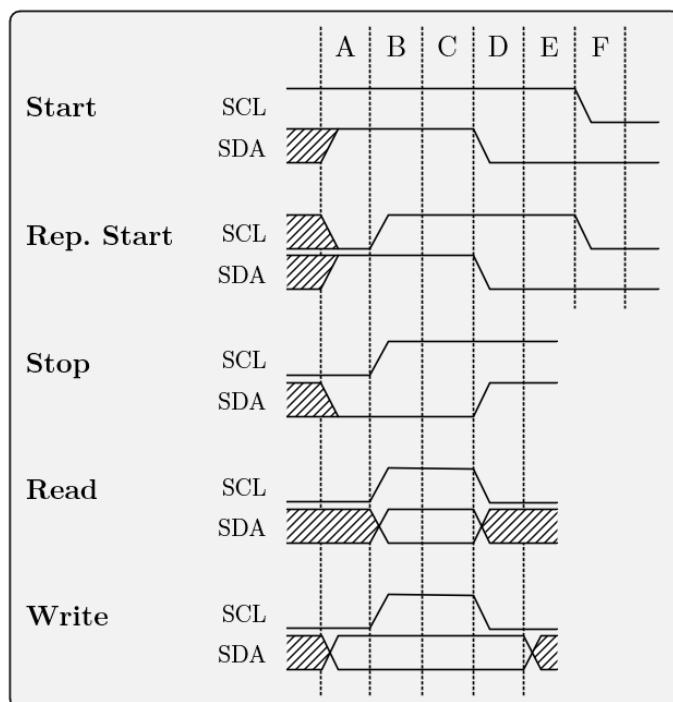 A B C D E F
Start SCL
SDA
Rep. Start SCL
SDA
Stop SCL
SDA
Read SCL
SDA
Write SCL
SDA